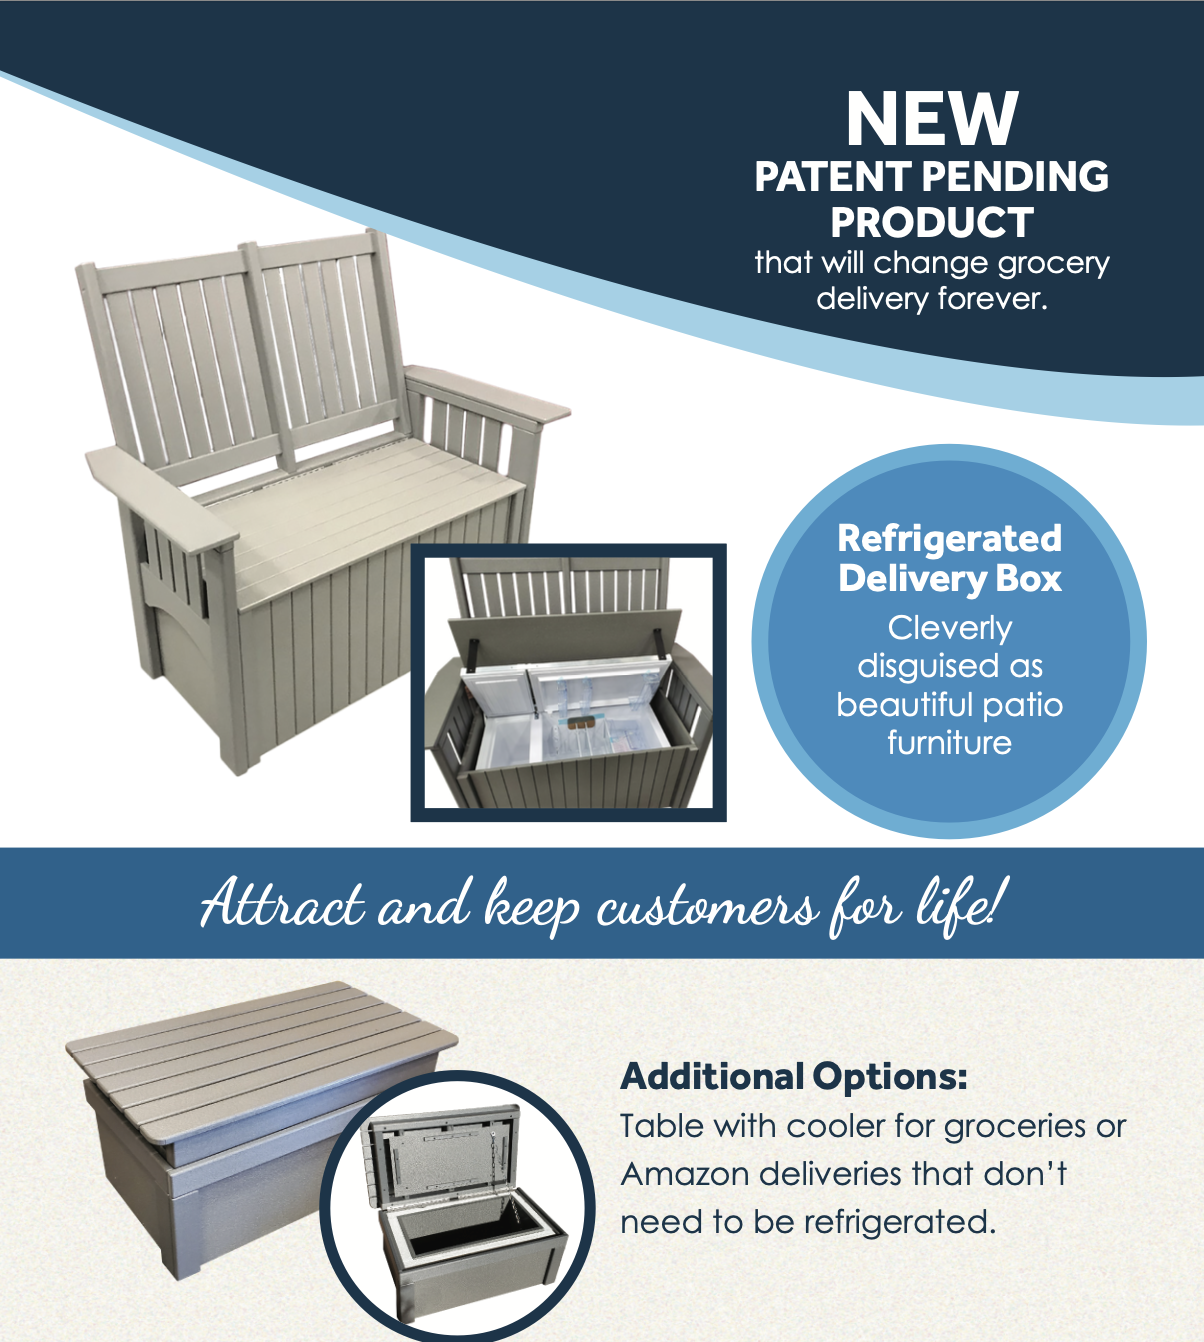 NEW
PATENT PENDING
PRODUCT
that will change grocery
delivery forever.
Refrigerated
Delivery Box
Cleverly
disguised as
beautiful patio
furniture
Attract and keep customers for life!
Additional Options:
Table with cooler for groceries or
Amazon deliveries that don’t
need to be refrigerated.